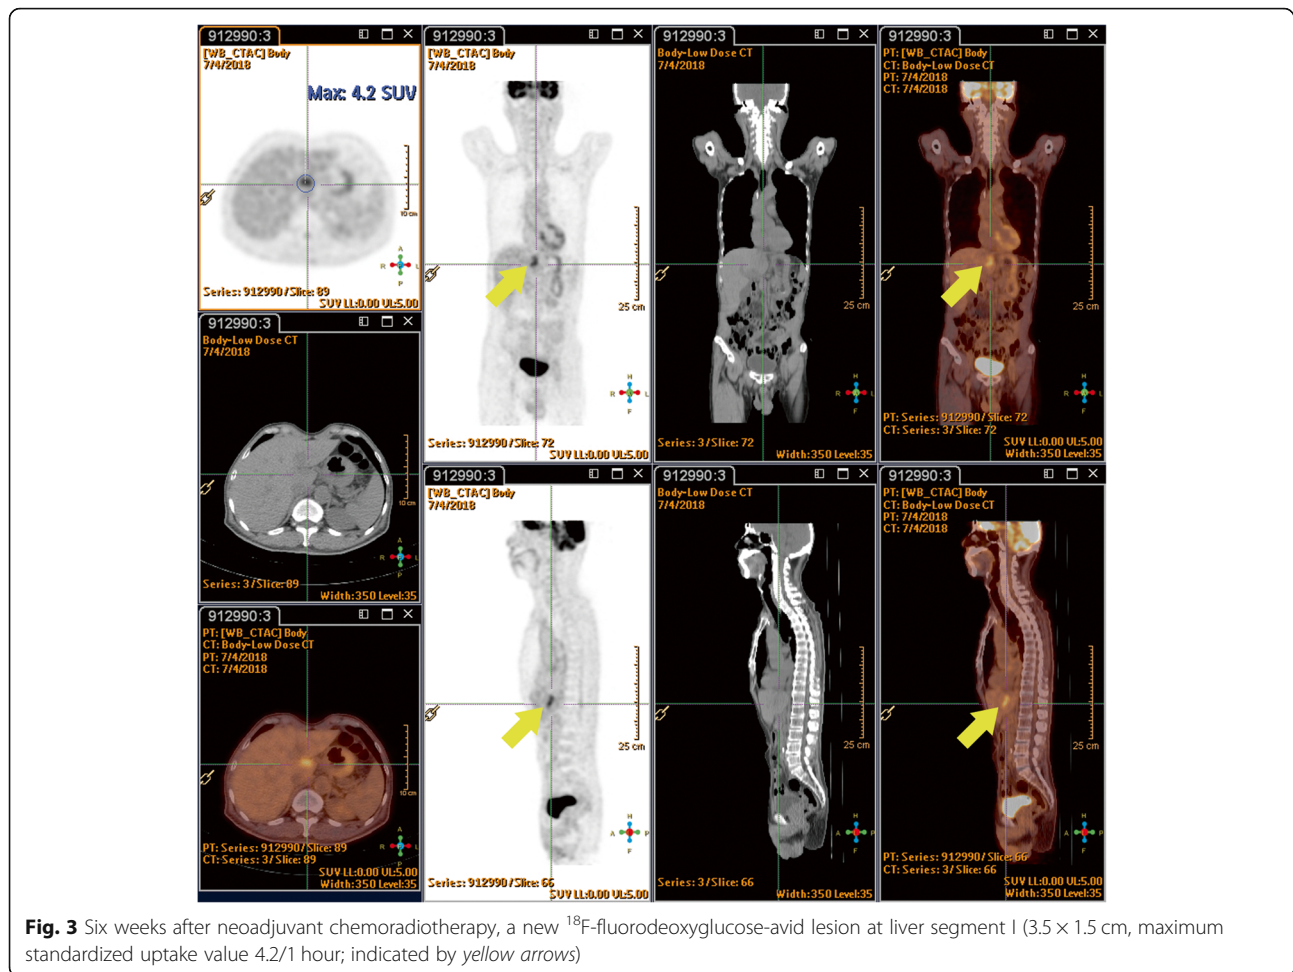 912990:3
[WB_CTAC] Body
7/4/2018
Max: 4.2 SUV
10 cm
A
R L
P
Series: 912990/Slice: 89
SUV LL:0.00 UL:5.00
912990:3
Body-Low Dose CT
7/4/2018
10 cm
A
R L
P
Series: 3/Slice: 89
Width:350 Level:35
912990:3
PT: [WB_CTAC] Body
CT: Body-Low Dose CT
PT: 7/4/2018
CT: 7/4/2018
10 cm
A
R L
P
PT: Series: 912990/Slice: 89
CT: Series: 3/Slice: 89
SUV LL:0.00 UL:5.00
Width:350 Level:35
912990:3
[WB_CTAC] Body
7/4/2018
25 cm
H
R L
F
Series: 912990/Slice: 72
SUV LL:0.00 UL:5.00
912990:3
Body-Low Dose CT
7/4/2018
25 cm
H
R L
F
Series: 3/Slice: 72
Width:350 Level:35
912990:3
PT: [WB_CTAC] Body
CT: Body-Low Dose CT
PT: 7/4/2018
CT: 7/4/2018
25 cm
H
R L
F
PT: Series: 912990/Slice: 72
CT: Series: 3/Slice: 72
SUV LL:0.00 UL:5.00
Width:350 Level:35
912990:3
[WB_CTAC] Body
7/4/2018
25 cm
H
A P
F
Series: 912990/Slice: 66
SUV LL:0.00 UL:5.00
912990:3
Body-Low Dose CT
7/4/2018
25 cm
H
A P
F
Series: 3/Slice: 66
Width:350 Level:35
912990:3
PT: [WB_CTAC] Body
CT: Body-Low Dose CT
PT: 7/4/2018
CT: 7/4/2018
25 cm
H
A P
F
PT: Series: 912990/Slice: 66
CT: Series: 3/Slice: 66
SUV LL:0.00 UL:5.00
Width:350 Level:35
Fig. 3 Six weeks after neoadjuvant chemoradiotherapy, a new 18F-fluorodeoxyglucose-avid lesion at liver segment I (3.5 × 1.5 cm, maximum
standardized uptake value 4.2/1 hour; indicated by yellow arrows)